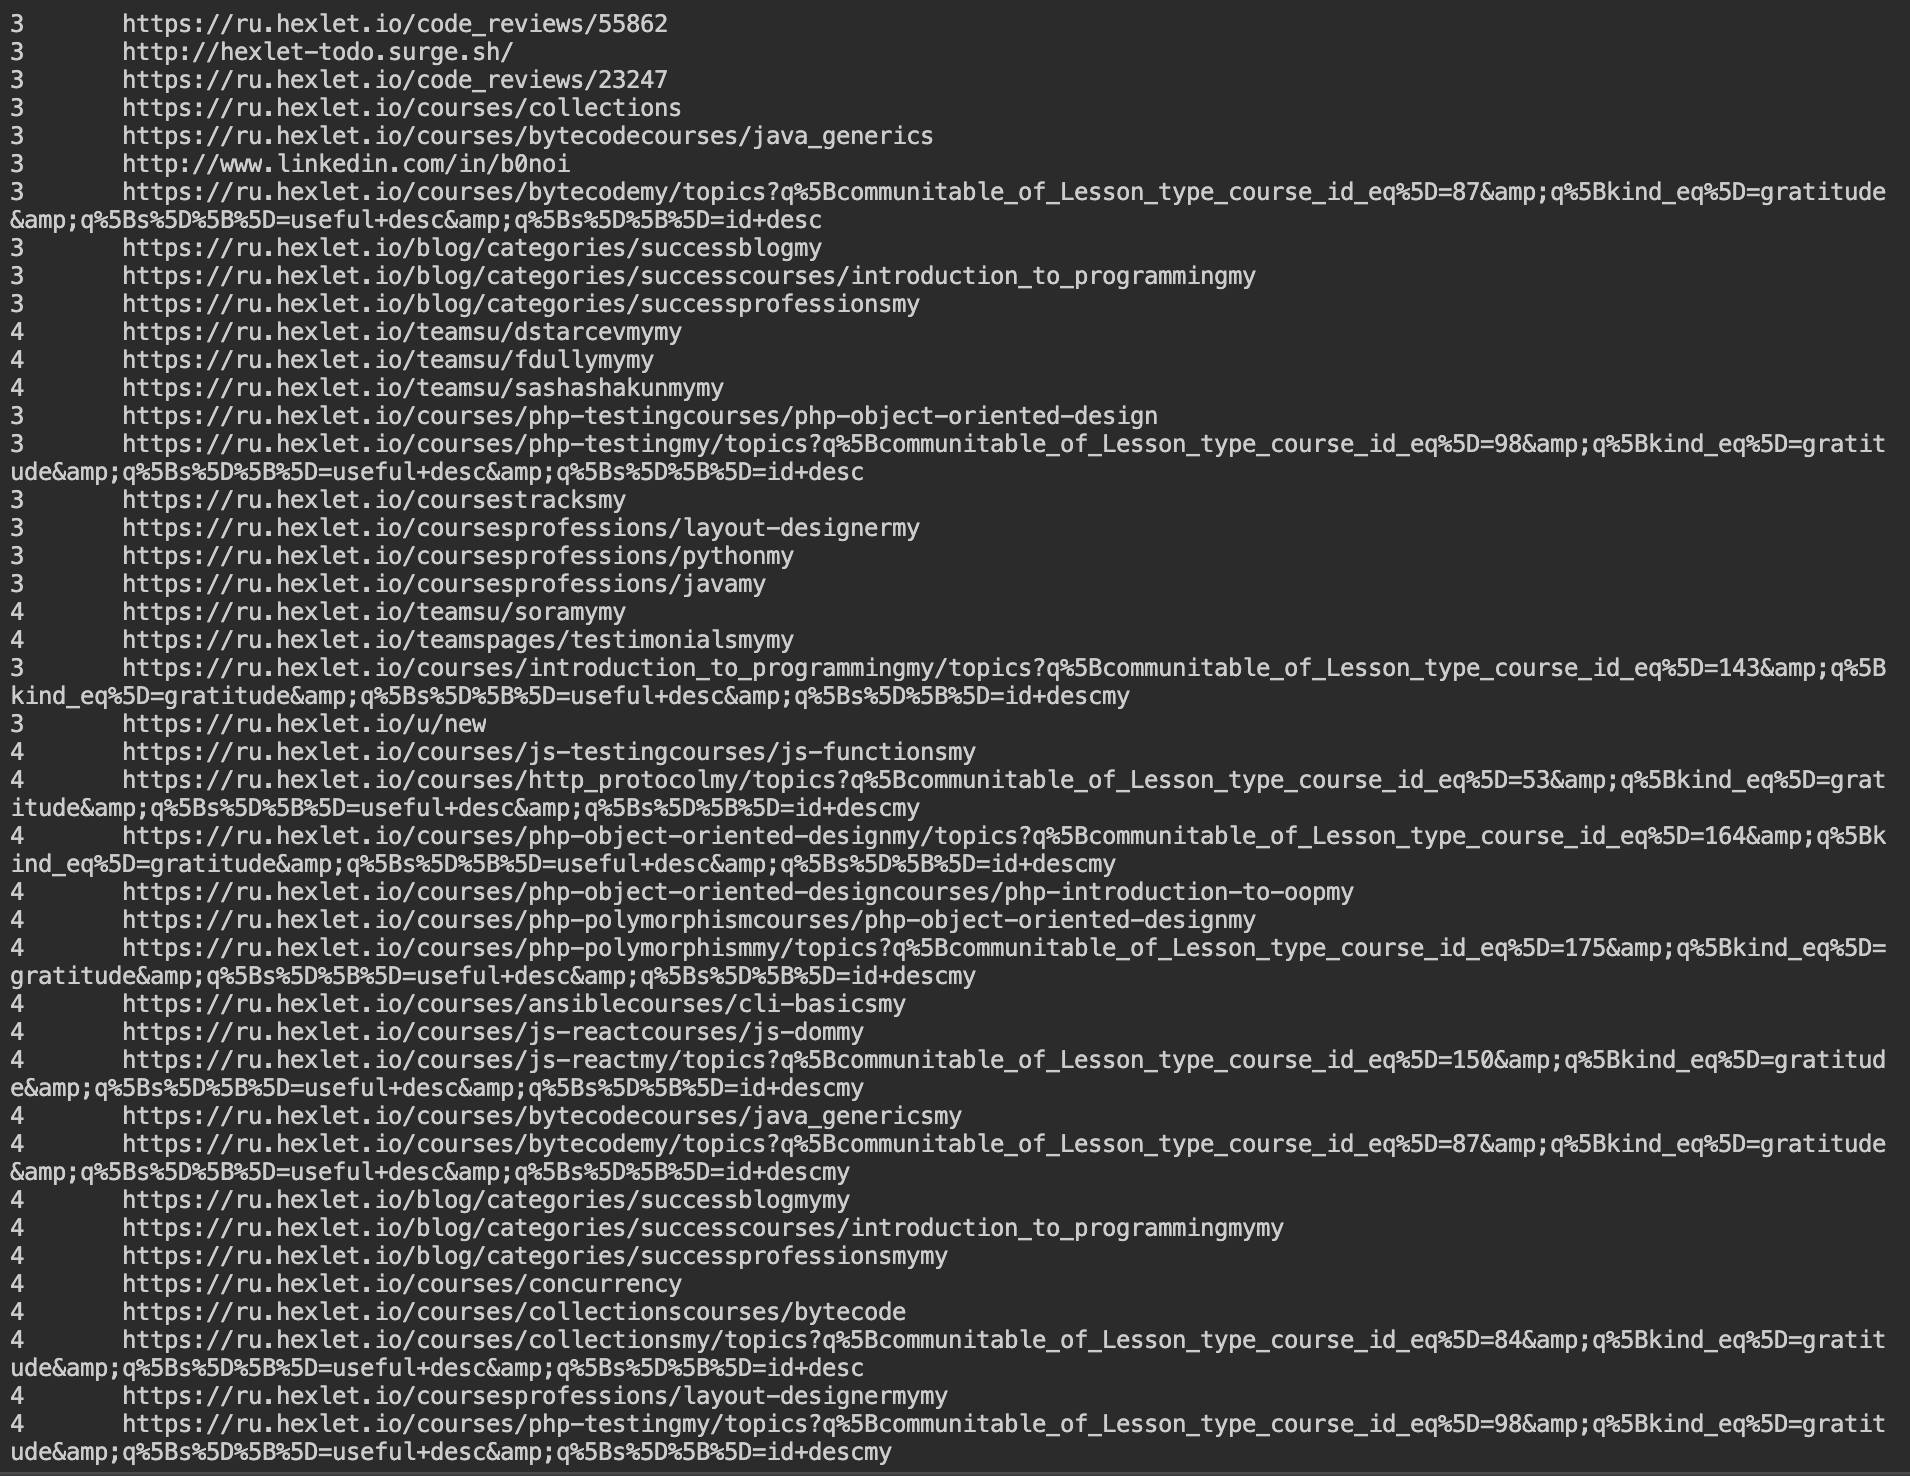 3       https://ru.hexlet.io/code_reviews/55862
3       http://hexlet-todo.surge.sh/
3       https://ru.hexlet.io/code_reviews/23247
3       https://ru.hexlet.io/courses/collections
3       https://ru.hexlet.io/courses/bytecodecourses/java_generics
3       http://www.linkedin.com/in/b0noi
3       https://ru.hexlet.io/courses/bytecodemy/topics?q%5Bcommunitable_of_Lesson_type_course_id_eq%5D=87&amp;q%5Bkind_eq%5D=gratitude
&amp;q%5Bs%5D%5B%5D=useful+desc&amp;q%5Bs%5D%5B%5D=id+desc
3       https://ru.hexlet.io/blog/categories/successblogmy
3       https://ru.hexlet.io/blog/categories/successcourses/introduction_to_programmingmy
3       https://ru.hexlet.io/blog/categories/successprofessionsmy
4       https://ru.hexlet.io/teamsu/dstarcevmymy
4       https://ru.hexlet.io/teamsu/fdullymymy
4       https://ru.hexlet.io/teamsu/sashashakunmymy
3       https://ru.hexlet.io/courses/php-testingcourses/php-object-oriented-design
3       https://ru.hexlet.io/courses/php-testingmy/topics?q%5Bcommunitable_of_Lesson_type_course_id_eq%5D=98&amp;q%5Bkind_eq%5D=gratit
ude&amp;q%5Bs%5D%5B%5D=useful+desc&amp;q%5Bs%5D%5B%5D=id+desc
3       https://ru.hexlet.io/coursestracksmy
3       https://ru.hexlet.io/coursesprofessions/layout-designermy
3       https://ru.hexlet.io/coursesprofessions/pythonmy
3       https://ru.hexlet.io/coursesprofessions/javamy
4       https://ru.hexlet.io/teamsu/soramymy
4       https://ru.hexlet.io/teamspages/testimonialsmymy
3       https://ru.hexlet.io/courses/introduction_to_programmingmy/topics?q%5Bcommunitable_of_Lesson_type_course_id_eq%5D=143&amp;q%5B
kind_eq%5D=gratitude&amp;q%5Bs%5D%5B%5D=useful+desc&amp;q%5Bs%5D%5B%5D=id+descmy
3       https://ru.hexlet.io/u/new
4       https://ru.hexlet.io/courses/js-testingcourses/js-functionsmy
4       https://ru.hexlet.io/courses/http_protocolmy/topics?q%5Bcommunitable_of_Lesson_type_course_id_eq%5D=53&amp;q%5Bkind_eq%5D=grat
itude&amp;q%5Bs%5D%5B%5D=useful+desc&amp;q%5Bs%5D%5B%5D=id+descmy
4       https://ru.hexlet.io/courses/php-object-oriented-designmy/topics?q%5Bcommunitable_of_Lesson_type_course_id_eq%5D=164&amp;q%5Bk
ind_eq%5D=gratitude&amp;q%5Bs%5D%5B%5D=useful+desc&amp;q%5Bs%5D%5B%5D=id+descmy
4       https://ru.hexlet.io/courses/php-object-oriented-designcourses/php-introduction-to-oopmy
4       https://ru.hexlet.io/courses/php-polymorphismcourses/php-object-oriented-designmy
4       https://ru.hexlet.io/courses/php-polymorphismmy/topics?q%5Bcommunitable_of_Lesson_type_course_id_eq%5D=175&amp;q%5Bkind_eq%5D=
gratitude&amp;q%5Bs%5D%5B%5D=useful+desc&amp;q%5Bs%5D%5B%5D=id+descmy
4       https://ru.hexlet.io/courses/ansiblecourses/cli-basicsmy
4       https://ru.hexlet.io/courses/js-reactcourses/js-dommy
4       https://ru.hexlet.io/courses/js-reactmy/topics?q%5Bcommunitable_of_Lesson_type_course_id_eq%5D=150&amp;q%5Bkind_eq%5D=gratitud
e&amp;q%5Bs%5D%5B%5D=useful+desc&amp;q%5Bs%5D%5B%5D=id+descmy
4       https://ru.hexlet.io/courses/bytecodecourses/java_genericsmy
4       https://ru.hexlet.io/courses/bytecodemy/topics?q%5Bcommunitable_of_Lesson_type_course_id_eq%5D=87&amp;q%5Bkind_eq%5D=gratitude
&amp;q%5Bs%5D%5B%5D=useful+desc&amp;q%5Bs%5D%5B%5D=id+descmy
4       https://ru.hexlet.io/blog/categories/successblogmymy
4       https://ru.hexlet.io/blog/categories/successcourses/introduction_to_programmingmymy
4       https://ru.hexlet.io/blog/categories/successprofessionsmymy
4       https://ru.hexlet.io/courses/concurrency
4       https://ru.hexlet.io/courses/collectionscourses/bytecode
4       https://ru.hexlet.io/courses/collectionsmy/topics?q%5Bcommunitable_of_Lesson_type_course_id_eq%5D=84&amp;q%5Bkind_eq%5D=gratit
ude&amp;q%5Bs%5D%5B%5D=useful+desc&amp;q%5Bs%5D%5B%5D=id+desc
4       https://ru.hexlet.io/coursesprofessions/layout-designermymy
4       https://ru.hexlet.io/courses/php-testingmy/topics?q%5Bcommunitable_of_Lesson_type_course_id_eq%5D=98&amp;q%5Bkind_eq%5D=gratit
ude&amp;q%5Bs%5D%5B%5D=useful+desc&amp;q%5Bs%5D%5B%5D=id+descmy